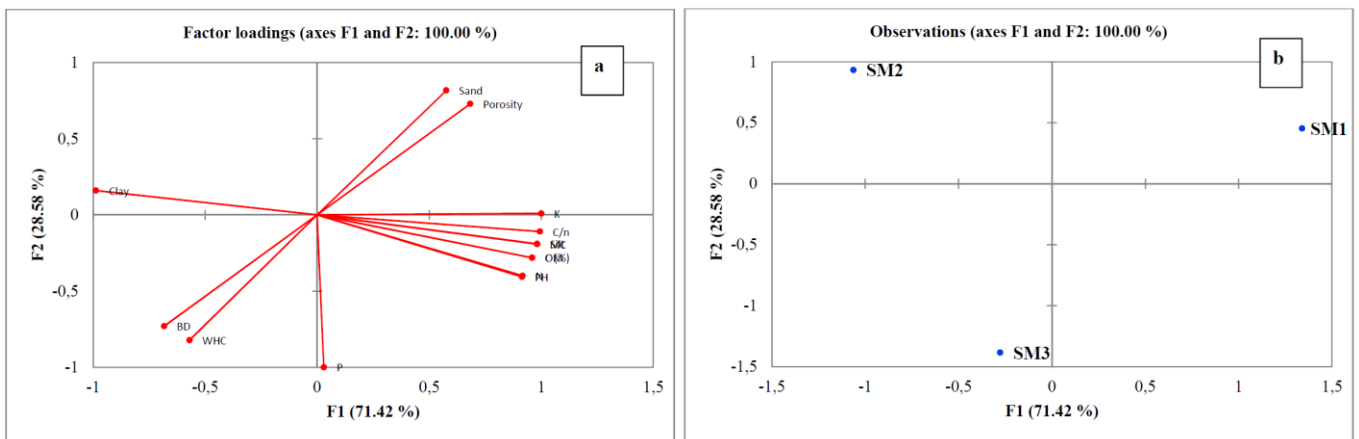 Factor loadings (axes F1 and F2: 100.00 %)
a
1
0,5
0
-0,5
-1
F2 (28.58 %)
Sand
Porosity
Clay
K
C/n
(%)
BD
WHC
P
-1
-0,5
0
0,5
1
1,5
F1 (71.42 %)
Observations (axes F1 and F2: 100.00 %)
b
1
0,5
0
-0,5
-1
-1,5
F2 (28.58 %)
SM2
SM1
SM3
-1,5
-1
-0,5
0
0,5
1
1,5
F1 (71.42 %)